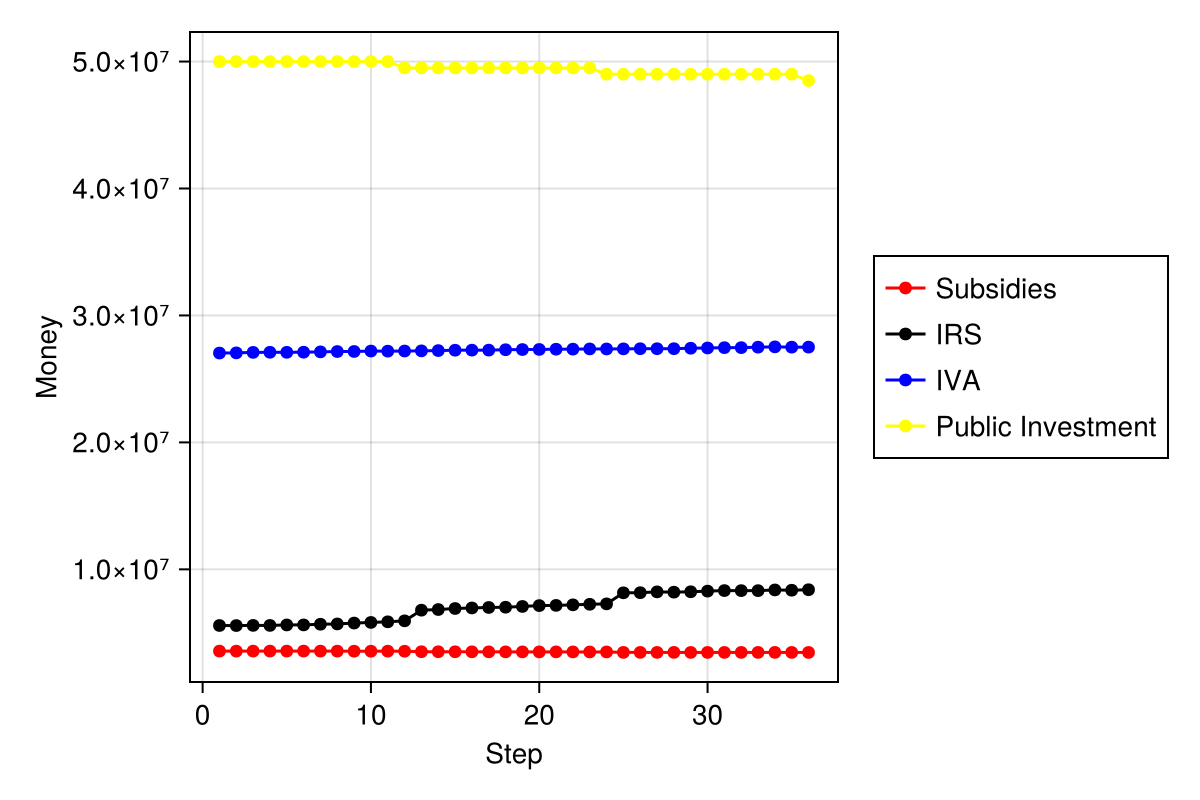 5.0×10⁷
4.0×10⁷
3.0×10⁷
2.0×10⁷
1.0×10⁷
Money
0 10 20 30
Step
Subsidies
IRS
IVA
Public Investment